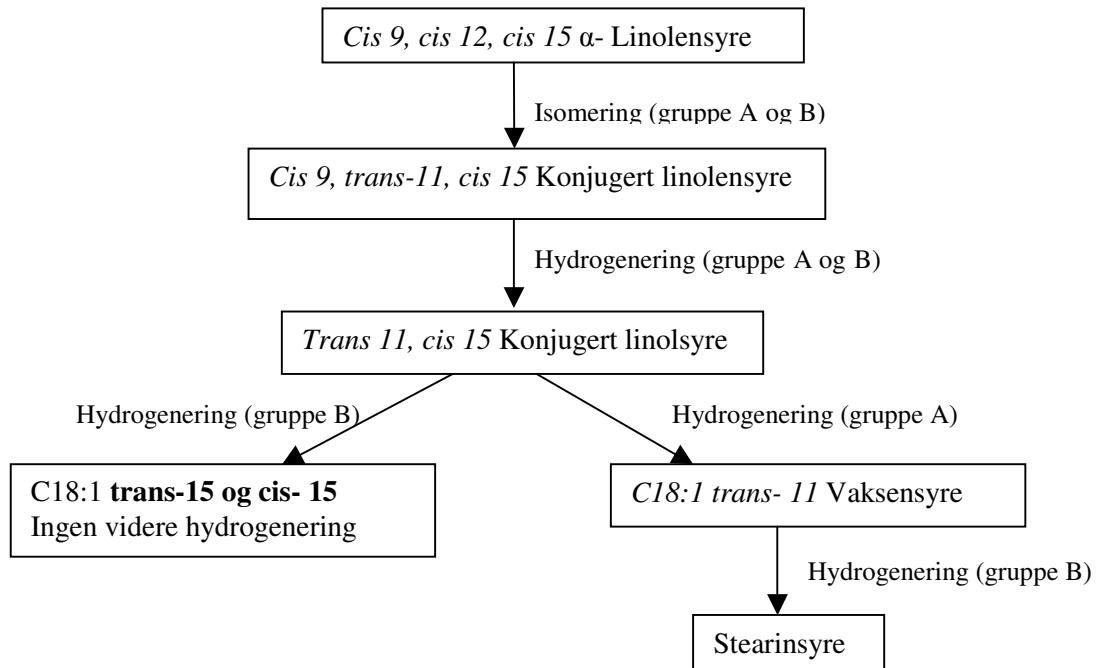 Cis 9, cis 12, cis 15 α- Linolensyre
Isomering (gruppe A og B)
Cis 9, trans-11, cis 15 Konjugert linolensyre
Hydrogenering (gruppe A og B)
Trans 11, cis 15 Konjugert linolsyre
Hydrogenering (gruppe B)
Hydrogenering (gruppe A)
C18:1 trans-15 og cis- 15
Ingen videre hydrogenering
C18:1 trans- 11 Vaksensyre
Hydrogenering (gruppe B)
Stearinsyre